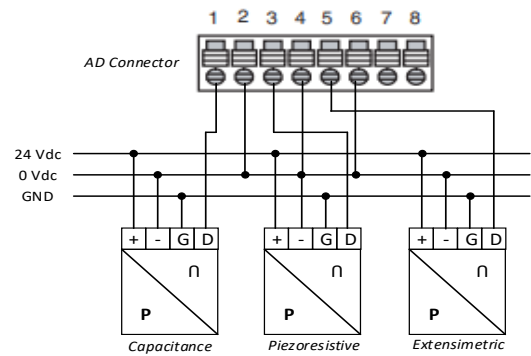 1 2 3 4 5 6 7 8
AD Connector
24 Vdc
0 Vdc
GND
+ - G D + - G D + - G D
∩ ∩ ∩
P P P
Capacitance Piezoresistive Extensimetric